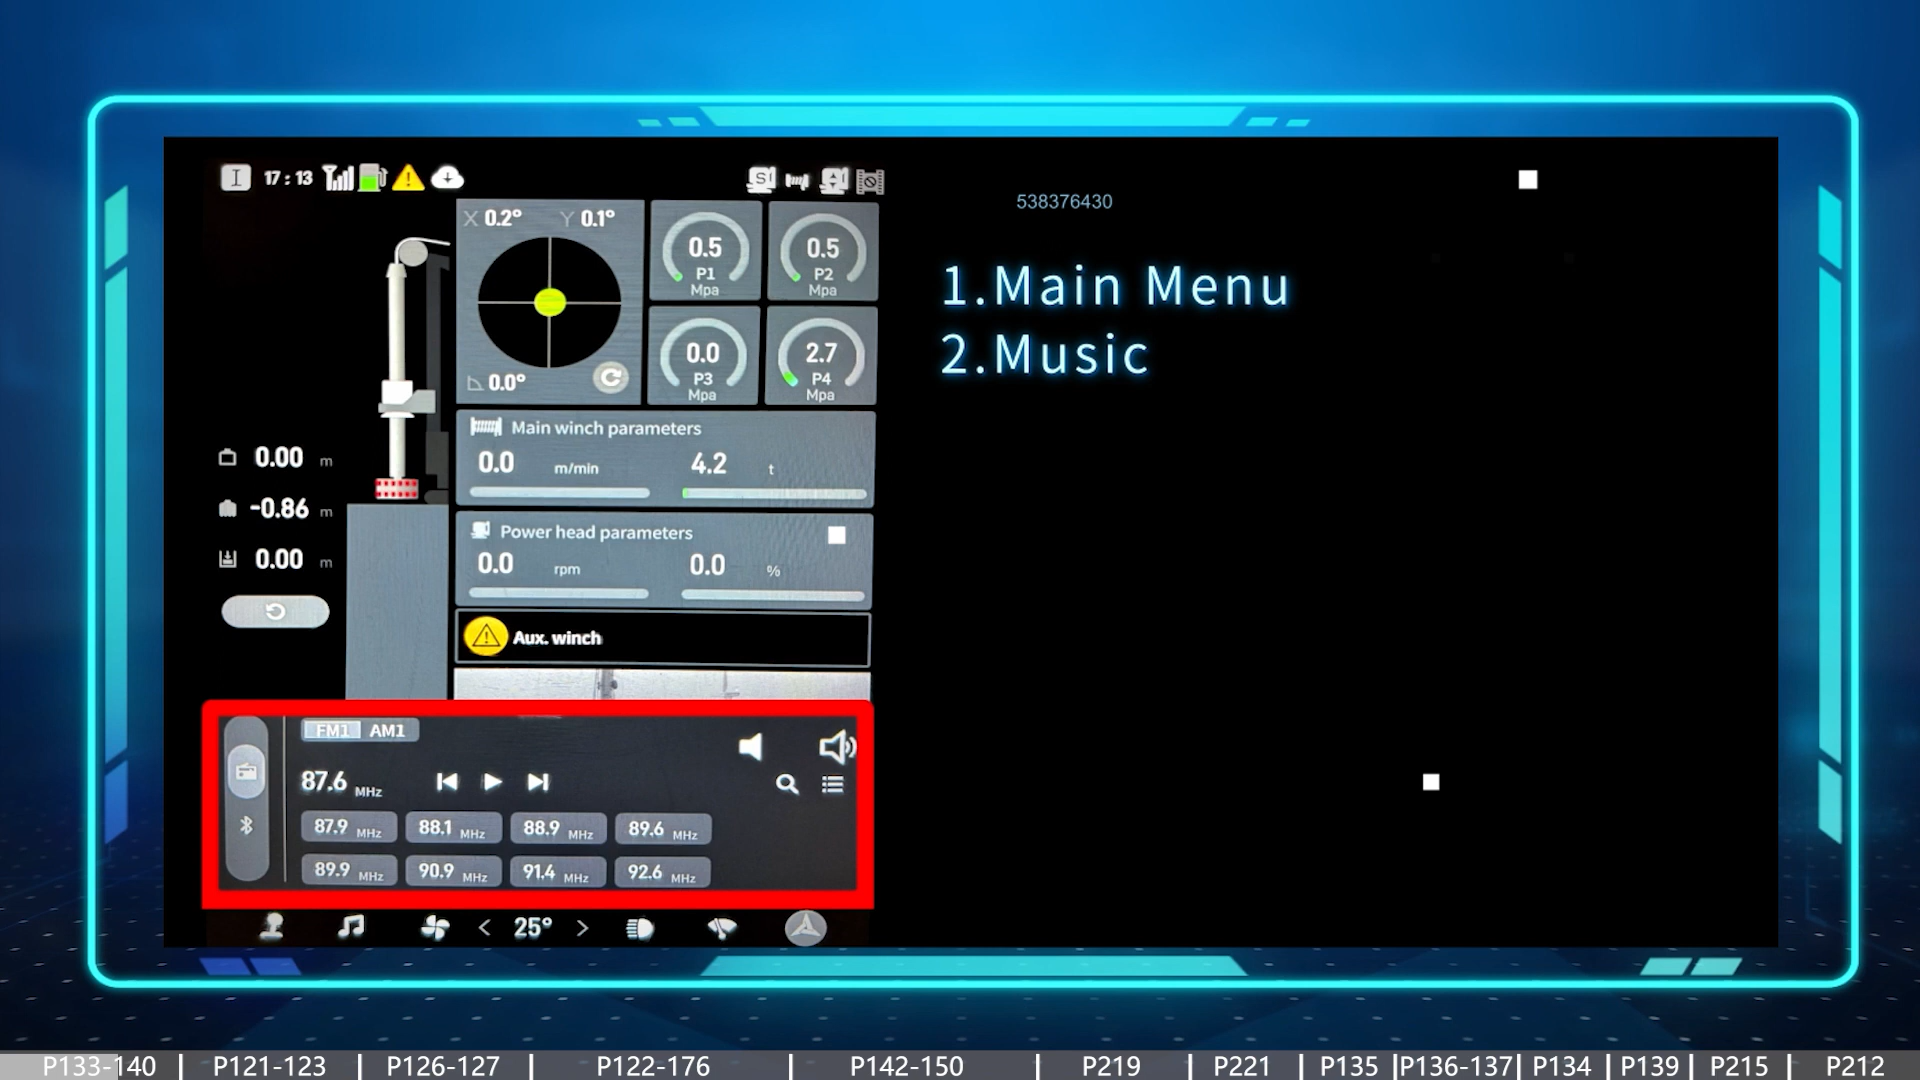 17:13
X 0.2° Y 0.1°
0.0°
0.5
P1
Mpa
0.5
P2
Mpa
0.0
P3
Mpa
2.7
P4
Mpa
Main winch parameters
0.0 m/min 4.2 t
Power head parameters
0.0 rpm 0.0 %
Aux. winch
0.00 m
-0.86 m
0.00 m
FM1 AM1
87.6 MHz
87.9 MHz 88.1 MHz 88.9 MHz 89.6 MHz
89.9 MHz 90.9 MHz 91.4 MHz 92.6 MHz
25°
538376430
1.Main Menu
2.Music
P133-140 P121-123 P126-127 P122-176 P142-150 P219 P221 P135 P136-137 P134 P139 P215 P212